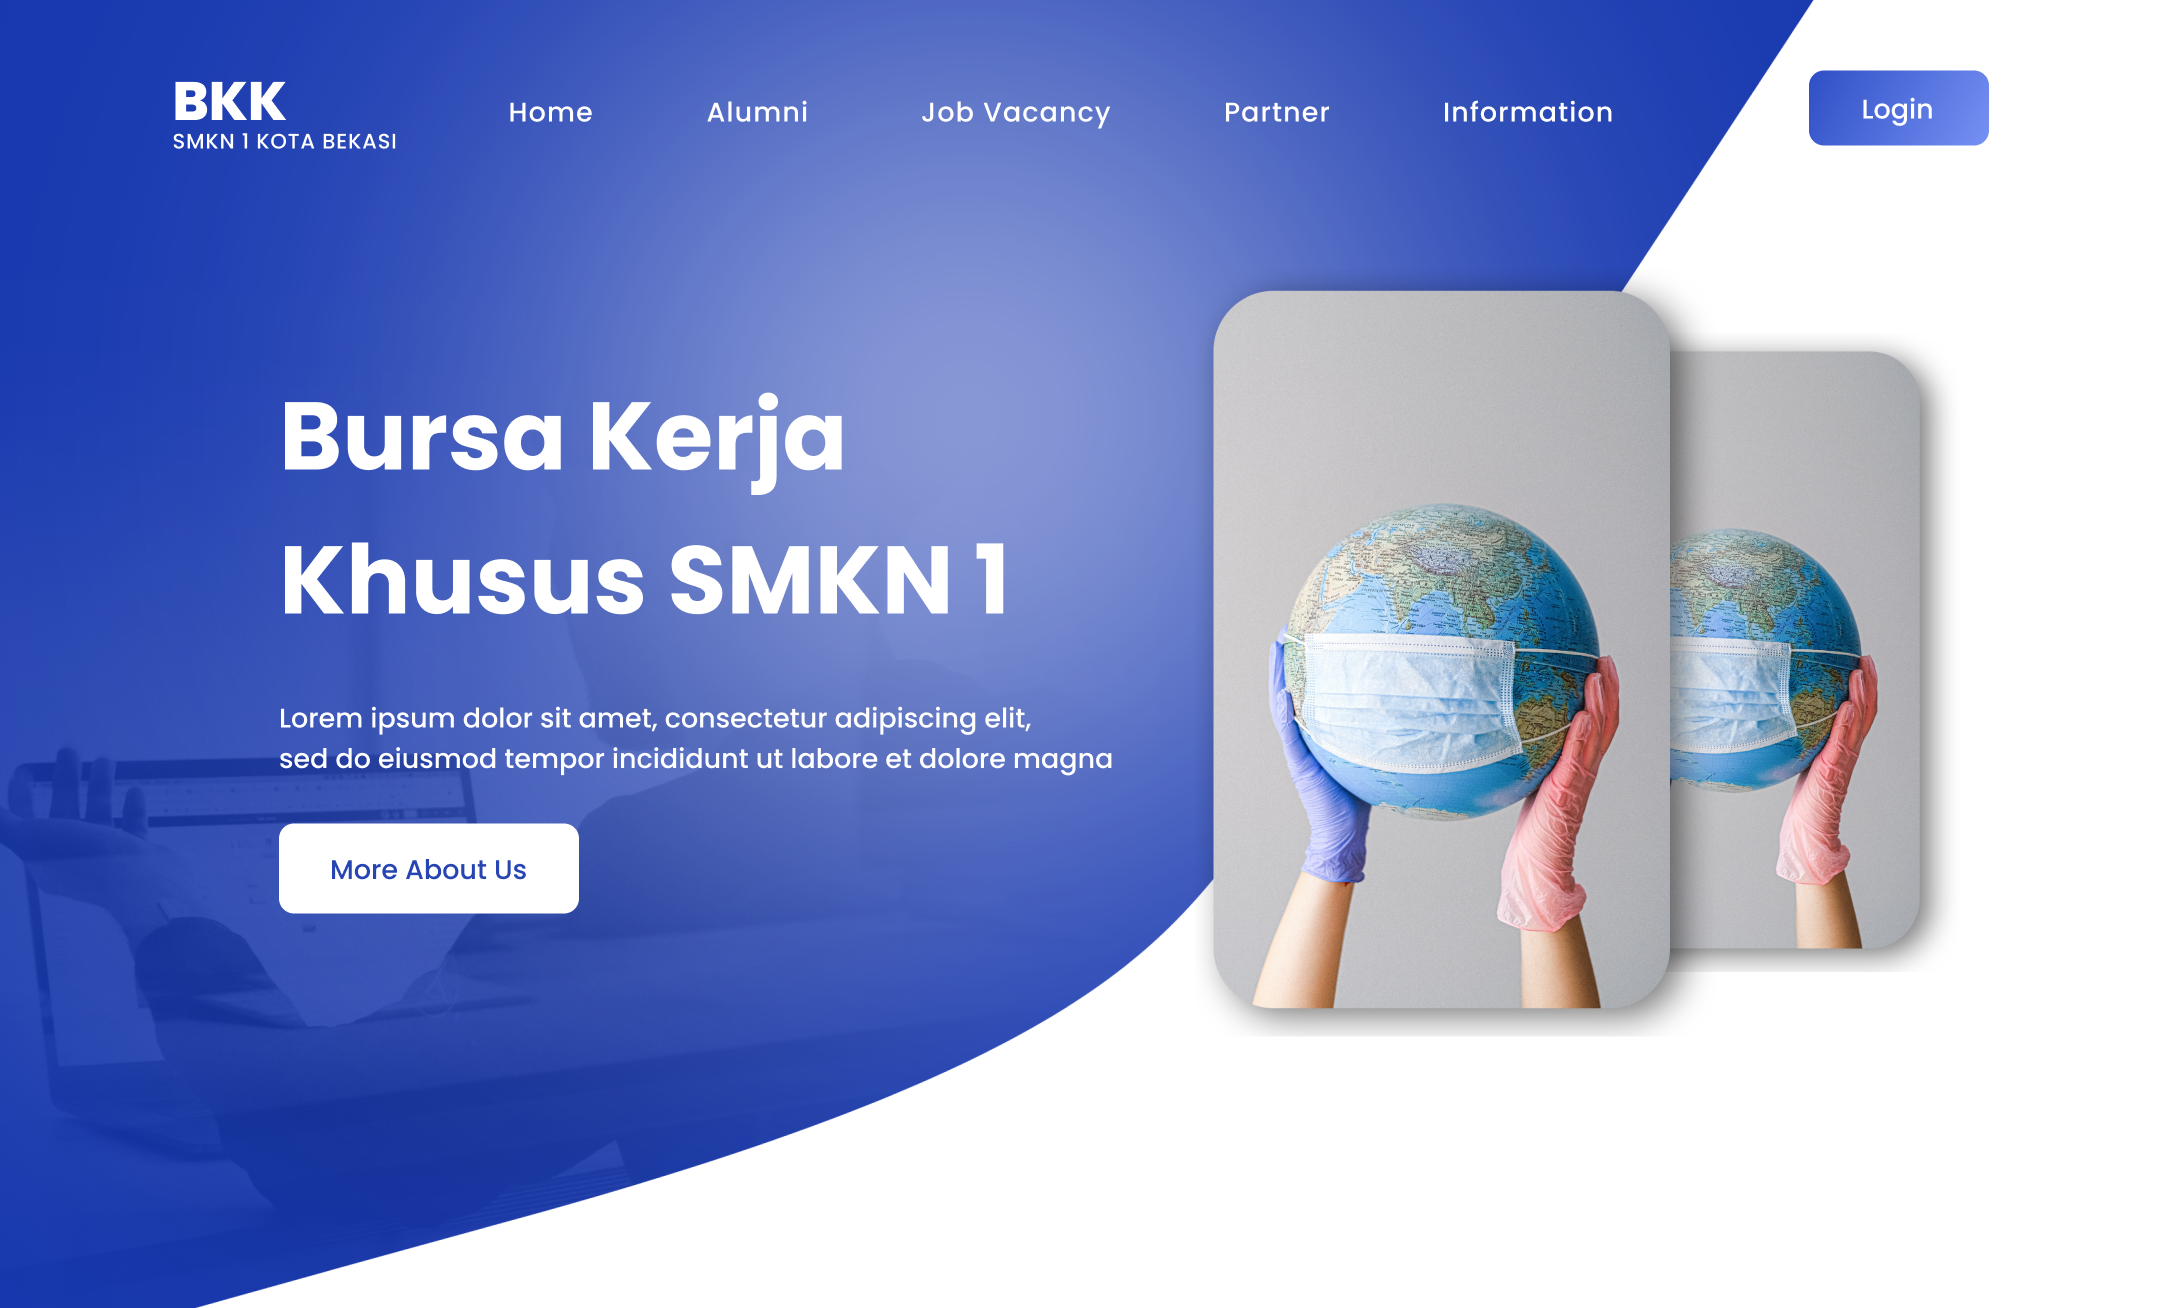 BKK
SMKN 1 KOTA BEKASI
Home
Alumni
Job Vacancy
Partner
Information
Login
Bursa Kerja
Khusus SMKN 1
Lorem ipsum dolor sit amet, consectetur adipiscing elit,
sed do eiusmod tempor incididunt ut labore et dolore magna
More About Us